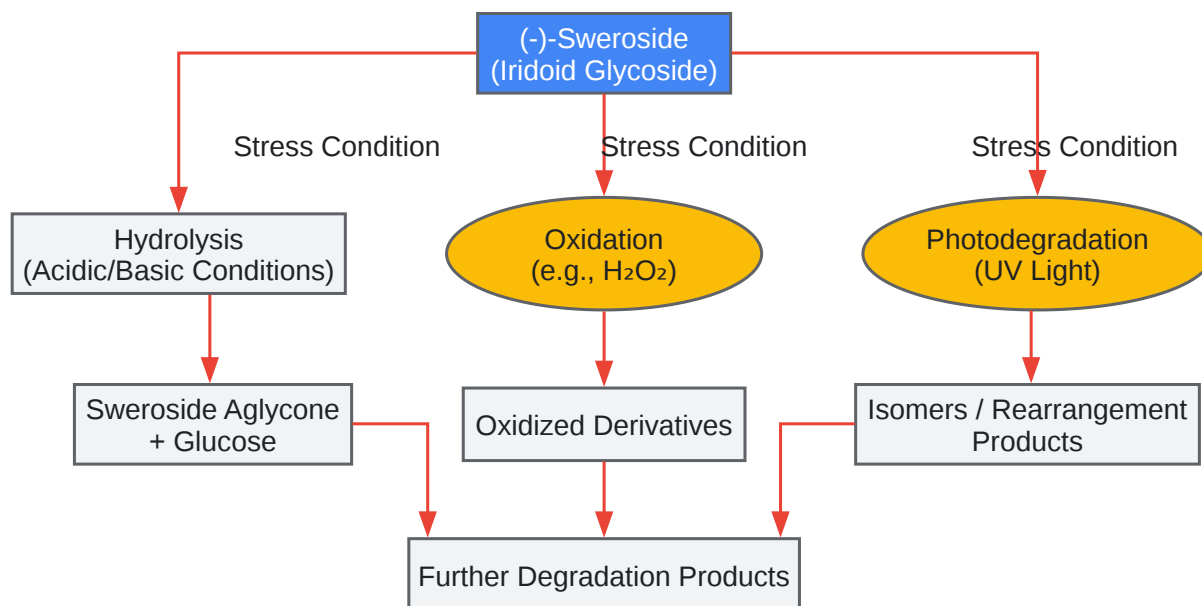 (-)-Sweroside
(Iridoid Glycoside)
Stress Condition
Stress Condition
Stress Condition
Hydrolysis
(Acidic/Basic Conditions)
Oxidation
(e.g., H₂O₂)
Photodegradation
(UV Light)
Sweroside Aglycone
+ Glucose
Oxidized Derivatives
Isomers / Rearrangement
Products
Further Degradation Products